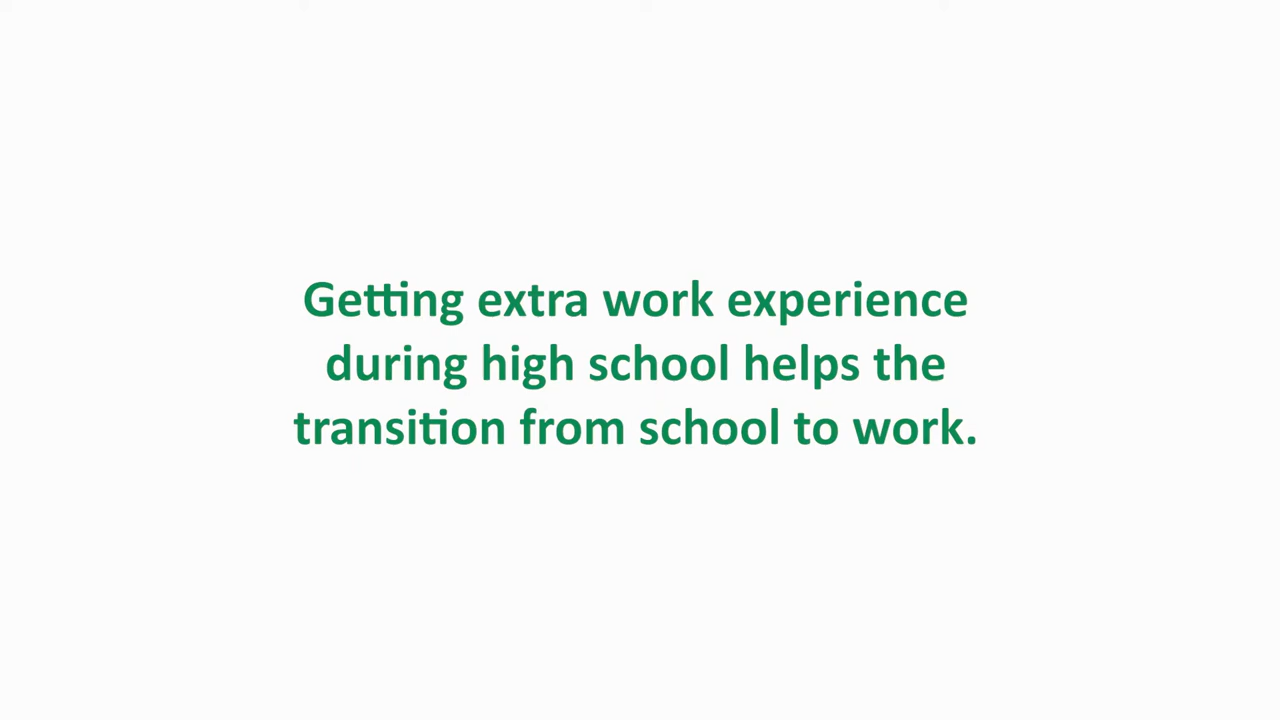 Getting extra work experience
during high school helps the
transition from school to work.